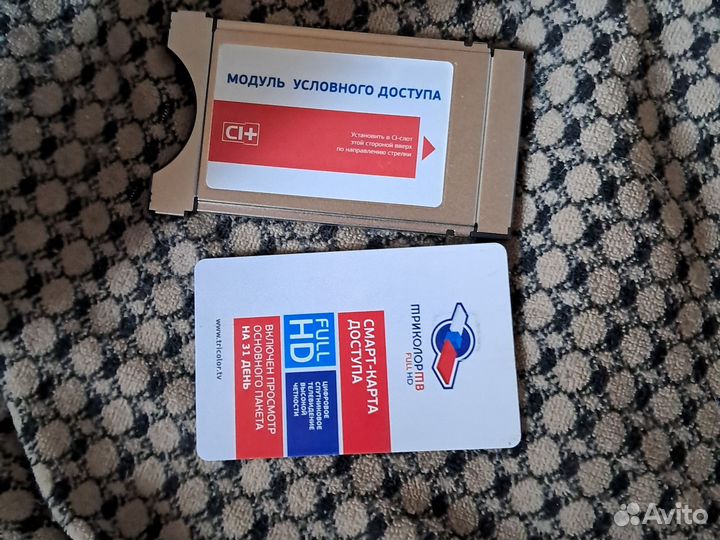 МОДУЛЬ УСЛОВНОГО ДОСТУПА
CI+
Установить в CI-слот
этой стороной вверх
по направлению стрелки
ТРИКОЛОР ТВ
FULL HD
СМАРТ-КАРТА
ДОСТУПА
FULL
HD
ЦИФРОВОЕ
СПУТНИКОВОЕ
ТЕЛЕВИДЕНИЕ
ВЫСОКОЙ
ЧЕТКОСТИ
ВКЛЮЧЕН ПРОСМОТР
ОСНОВНОГО ПАКЕТА
НА 31 ДЕНЬ
www.tricolor.tv
Avito